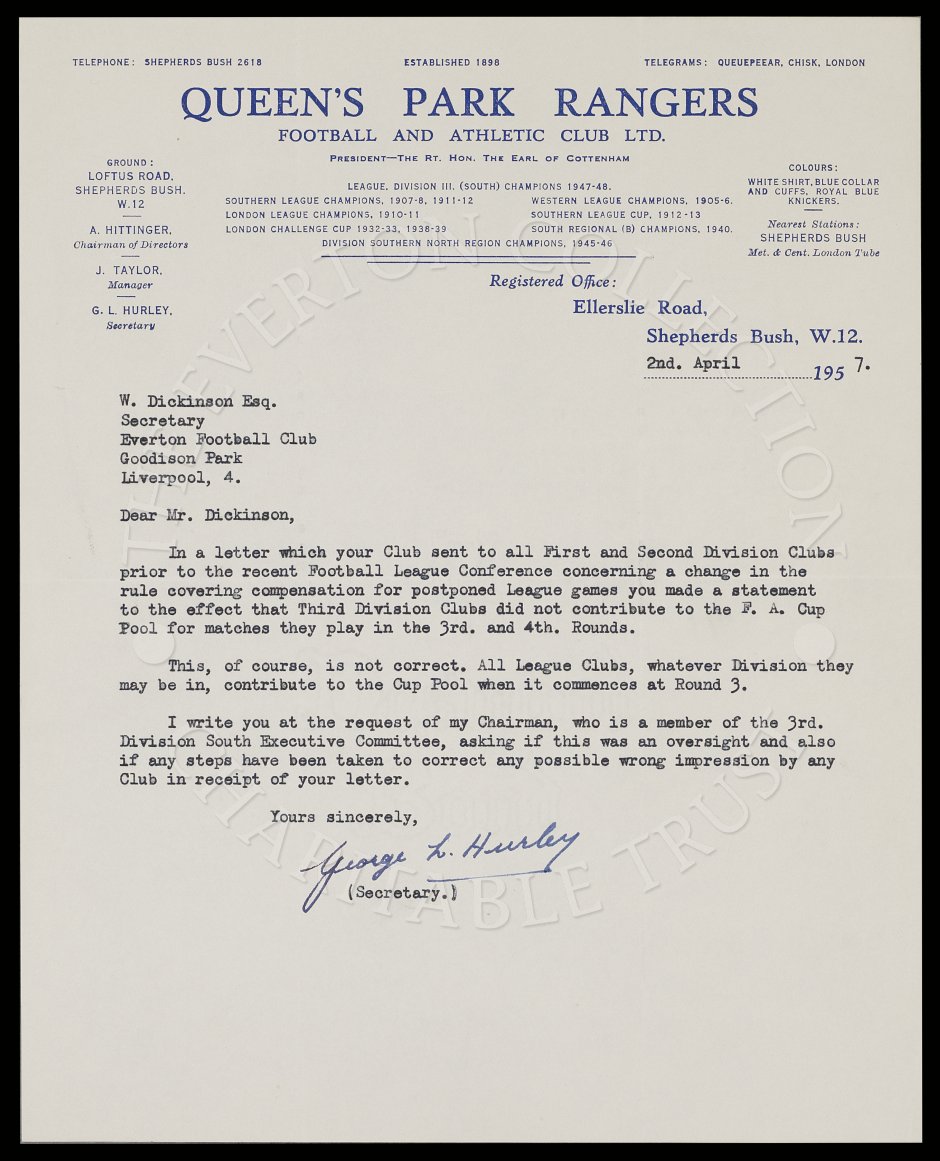 TELEPHONE: SHEPHERDS BUSH 2618
ESTABLISHED 1898
TELEGRAMS: QUEUEPEEAR, CHISK, LONDON
QUEEN'S PARK RANGERS
FOOTBALL AND ATHLETIC CLUB LTD.
PRESIDENT—THE RT. HON. THE EARL OF COTTENHAM
GROUND:
LOFTUS ROAD,
SHEPHERDS BUSH.
W.12
A. HITTINGER,
Chairman of Directors
J. TAYLOR,
Manager
G. L. HURLEY,
Secretary
LEAGUE, DIVISION III. (SOUTH) CHAMPIONS 1947-48.
SOUTHERN LEAGUE CHAMPIONS, 1907-8, 1911-12
WESTERN LEAGUE CHAMPIONS, 1905-6.
LONDON LEAGUE CHAMPIONS, 1910-11
SOUTHERN LEAGUE CUP, 1912-13
LONDON CHALLENGE CUP 1932-33, 1938-39
SOUTH REGIONAL (B) CHAMPIONS, 1940.
DIVISION SOUTHERN NORTH REGION CHAMPIONS, 1945-46
COLOURS:
WHITE SHIRT, BLUE COLLAR
AND CUFFS, ROYAL BLUE
KNICKERS.
Nearest Stations:
SHEPHERDS BUSH
Met. & Cent. London Tube
Registered Office:
Ellerslie Road,
Shepherds Bush, W.12.
2nd. April 1957.
W. Dickinson Esq.
Secretary
Everton Football Club
Goodison Park
Liverpool, 4.
Dear Mr. Dickinson,
In a letter which your Club sent to all First and Second Division Clubs
prior to the recent Football League Conference concerning a change in the
rule covering compensation for postponed League games you made a statement
to the effect that Third Division Clubs did not contribute to the F. A. Cup
Pool for matches they play in the 3rd. and 4th. Rounds.
This, of course, is not correct. All League Clubs, whatever Division they
may be in, contribute to the Cup Pool when it commences at Round 3.
I write you at the request of my Chairman, who is a member of the 3rd.
Division South Executive Committee, asking if this was an oversight and also
if any steps have been taken to correct any possible wrong impression by any
Club in receipt of your letter.
Yours sincerely,
George L. Hurley
(Secretary.)
THE EVERTON COLLECTION
CHARITABLE TRUST